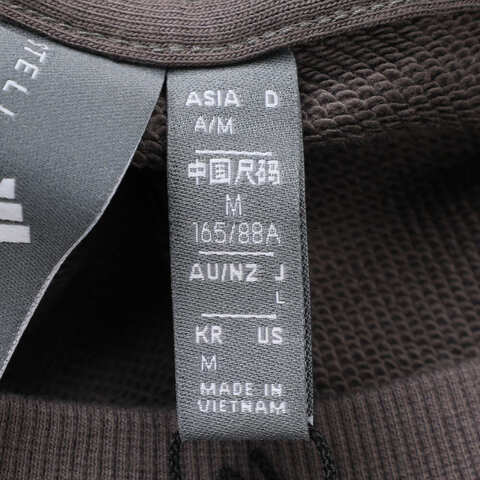 ASIA D
A/M
中国尺码
M
165/88A
AU/NZ J
L
KR US
M
MADE IN
VIETNAM